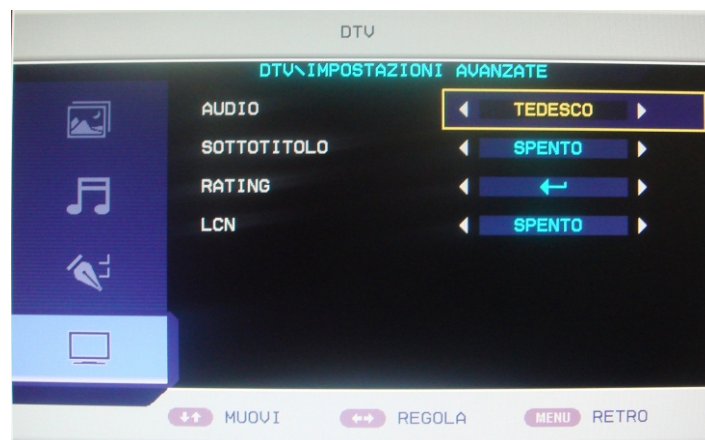 DTV
DTV\IMPOSTAZIONI AVANZATE
AUDIO TEDESCO
SOTTOTITOLO SPENTO
RATING
LCN SPENTO
MUOVI REGOLA MENU RETRO